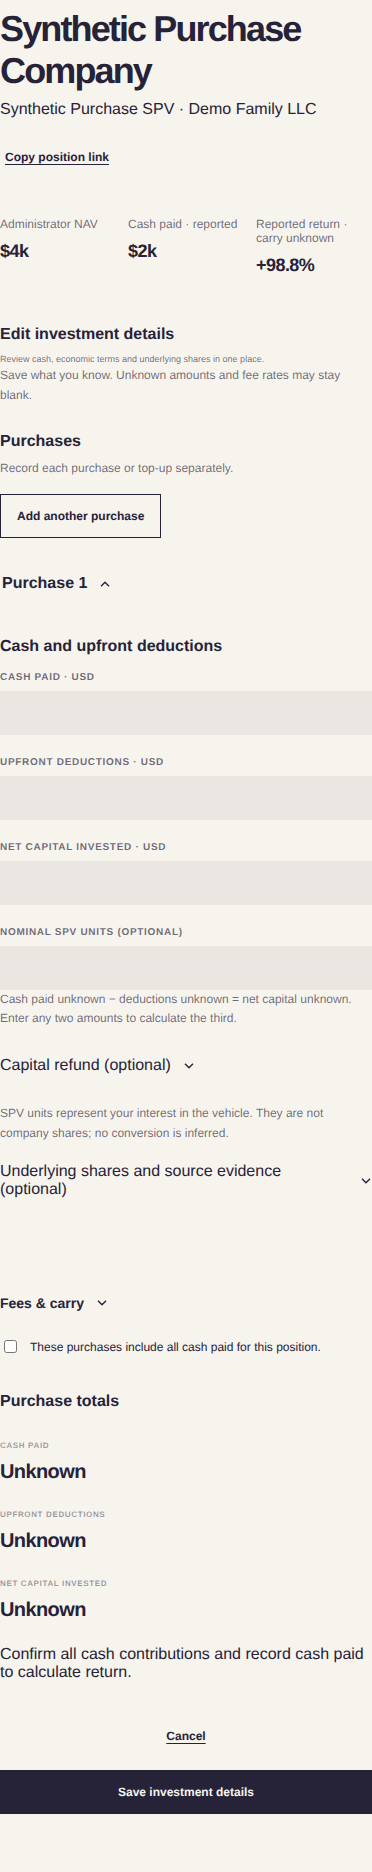 Synthetic Purchase
Company
Synthetic Purchase SPV · Demo Family LLC
Copy position link
Administrator NAV
$4k
Cash paid · reported
$2k
Reported return ·
carry unknown
+98.8%
Edit investment details
Review cash, economic terms and underlying shares in one place.
Save what you know. Unknown amounts and fee rates may stay
blank.
Purchases
Record each purchase or top-up separately.
Add another purchase
Purchase 1
Cash and upfront deductions
CASH PAID · USD
UPFRONT DEDUCTIONS · USD
NET CAPITAL INVESTED · USD
NOMINAL SPV UNITS (OPTIONAL)
Cash paid unknown − deductions unknown = net capital unknown.
Enter any two amounts to calculate the third.
Capital refund (optional)
SPV units represent your interest in the vehicle. They are not
company shares; no conversion is inferred.
Underlying shares and source evidence
(optional)
Fees & carry
These purchases include all cash paid for this position.
Purchase totals
CASH PAID
Unknown
UPFRONT DEDUCTIONS
Unknown
NET CAPITAL INVESTED
Unknown
Confirm all cash contributions and record cash paid
to calculate return.
Cancel
Save investment details